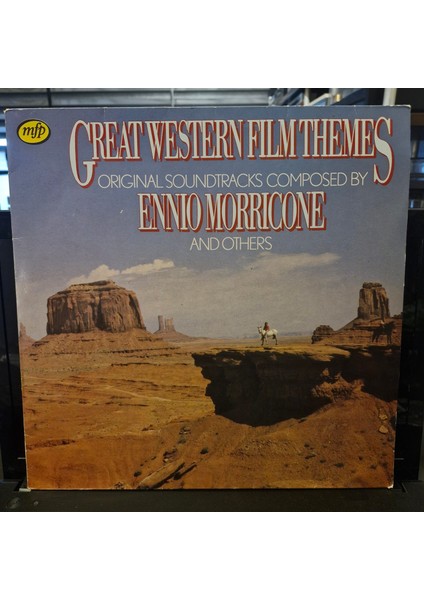 mfp
GREAT WESTERN FILM THEMES
ORIGINAL SOUNDTRACKS COMPOSED BY
ENNIO MORRICONE
AND OTHERS